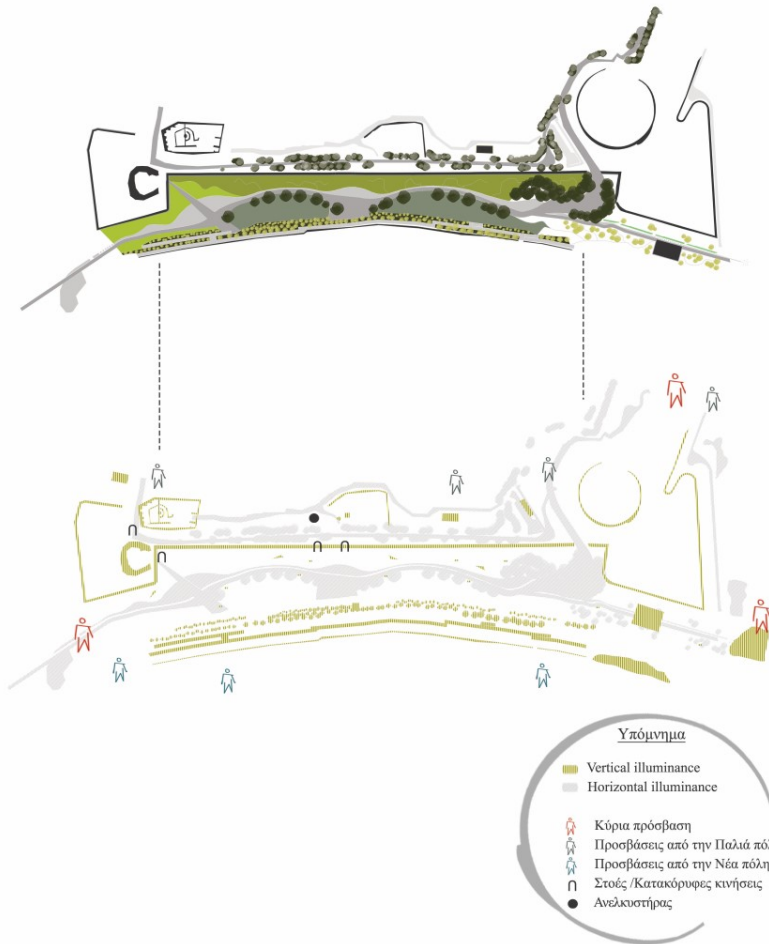 Υπόμνημα
Vertical illuminance
Horizontal illuminance
Κύρια πρόσβαση
Προσβάσεις από την Παλιά πόλ
Προσβάσεις από την Νέα πόλη
Στοές /Κατακόρυφες κινήσεις
Ανελκυστήρας